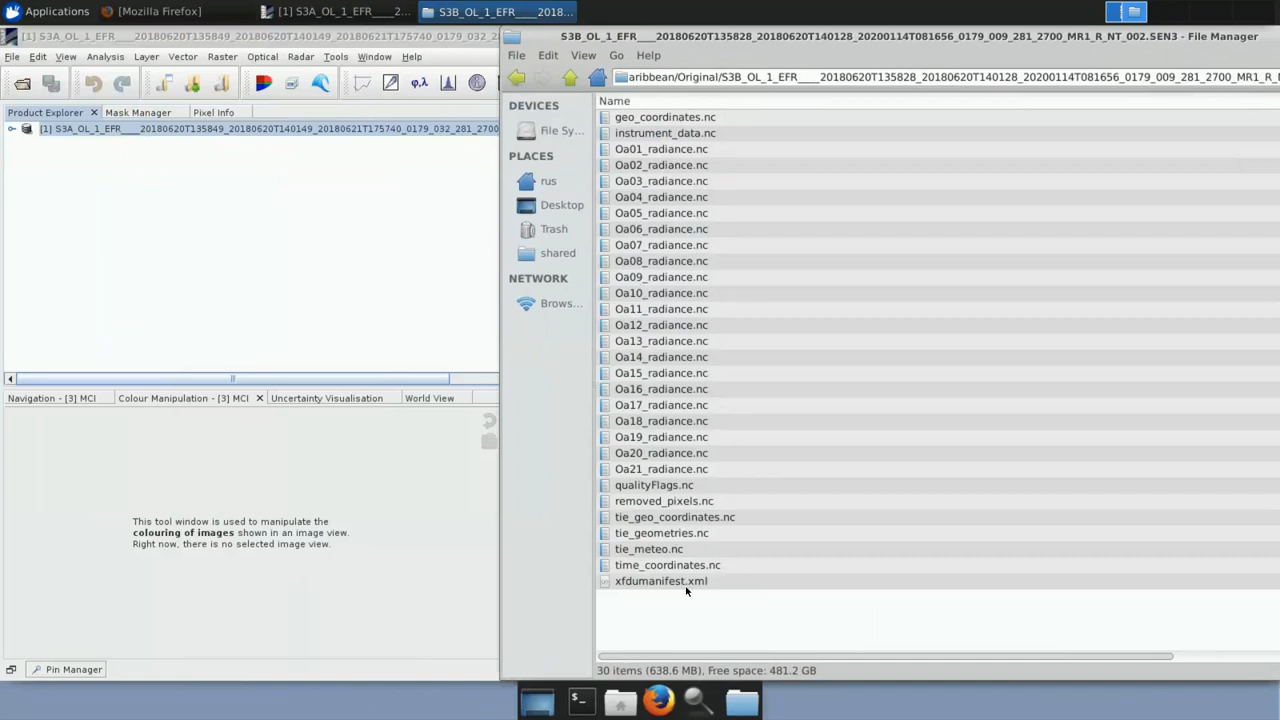 Applications
[Mozilla Firefox]
[1] S3A_OL_1_EFR____2...
S3B_OL_1_EFR____2018...
[1] S3A_OL_1_EFR____20180620T135849_20180620T140149_20180621T175740_0179_032_28
File Edit View Analysis Layer Vector Raster Optical Radar Tools Window Help
Product Explorer
Mask Manager
Pixel Info
[1] S3A_OL_1_EFR____20180620T135849_20180620T140149_20180621T175740_0179_032_281_2700
Navigation - [3] MCI
Colour Manipulation - [3] MCI
Uncertainty Visualisation
World View
This tool window is used to manipulate the
colouring of images shown in an image view.
Right now, there is no selected image view.
Pin Manager
S3B_OL_1_EFR____20180620T135828_20180620T140128_20200114T081656_0179_009_281_2700_MR1_R_NT_002.SEN3 - File Manager
File Edit View Go Help
aribbean/Original/S3B_OL_1_EFR____20180620T135828_20180620T140128_20200114T081656_0179_009_281_2700_MR1_R_N
DEVICES
File Sy...
PLACES
rus
Desktop
Trash
shared
NETWORK
Brows...
Name
geo_coordinates.nc
instrument_data.nc
Oa01_radiance.nc
Oa02_radiance.nc
Oa03_radiance.nc
Oa04_radiance.nc
Oa05_radiance.nc
Oa06_radiance.nc
Oa07_radiance.nc
Oa08_radiance.nc
Oa09_radiance.nc
Oa10_radiance.nc
Oa11_radiance.nc
Oa12_radiance.nc
Oa13_radiance.nc
Oa14_radiance.nc
Oa15_radiance.nc
Oa16_radiance.nc
Oa17_radiance.nc
Oa18_radiance.nc
Oa19_radiance.nc
Oa20_radiance.nc
Oa21_radiance.nc
qualityFlags.nc
removed_pixels.nc
tie_geo_coordinates.nc
tie_geometries.nc
tie_meteo.nc
time_coordinates.nc
xfdumanifest.xml
30 items (638.6 MB), Free space: 481.2 GB